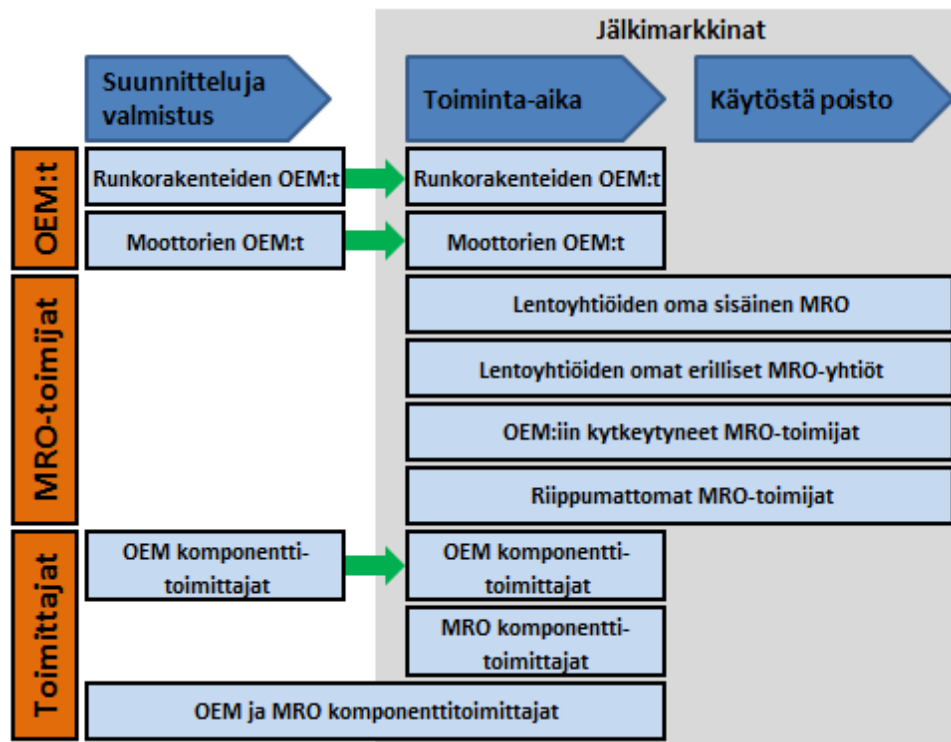 Jälkimarkkinat
Suunnittelu ja
valmistus
Toiminta-aika
Käytöstä poisto
OEM:t
Runkorakenteiden OEM:t
Runkorakenteiden OEM:t
Moottorien OEM:t
Moottorien OEM:t
MRO-toimijat
Lentoyhtiöiden oma sisäinen MRO
Lentoyhtiöiden omat erilliset MRO-yhtiöt
OEM:iin kytkeytyneet MRO-toimijat
Riippumattomat MRO-toimijat
Toimittajat
OEM komponentti-
toimittajat
OEM komponentti-
toimittajat
MRO komponentti-
toimittajat
OEM ja MRO komponenttitoimittajat